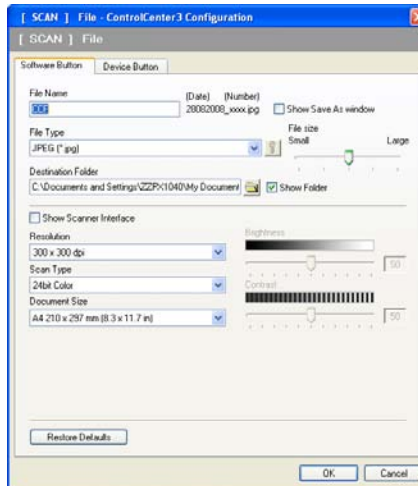 [ SCAN ] File - ControlCenter3 Configuration
[ SCAN ] File
Software Button Device Button
File Name (Date) (Number)
CCF 28082008_xxxx.jpg Show Save As window
File Type File size
Small Large
JPEG (*.jpg)
Destination Folder
C:\Documents and Settings\ZZRX1040\My Document Show Folder
Show Scanner Interface
Resolution Brightness
300 x 300 dpi
50
Scan Type Contrast
24bit Color
Document Size 50
A4 210 x 297 mm (8.3 x 11.7 in)
Restore Defaults
OK Cancel